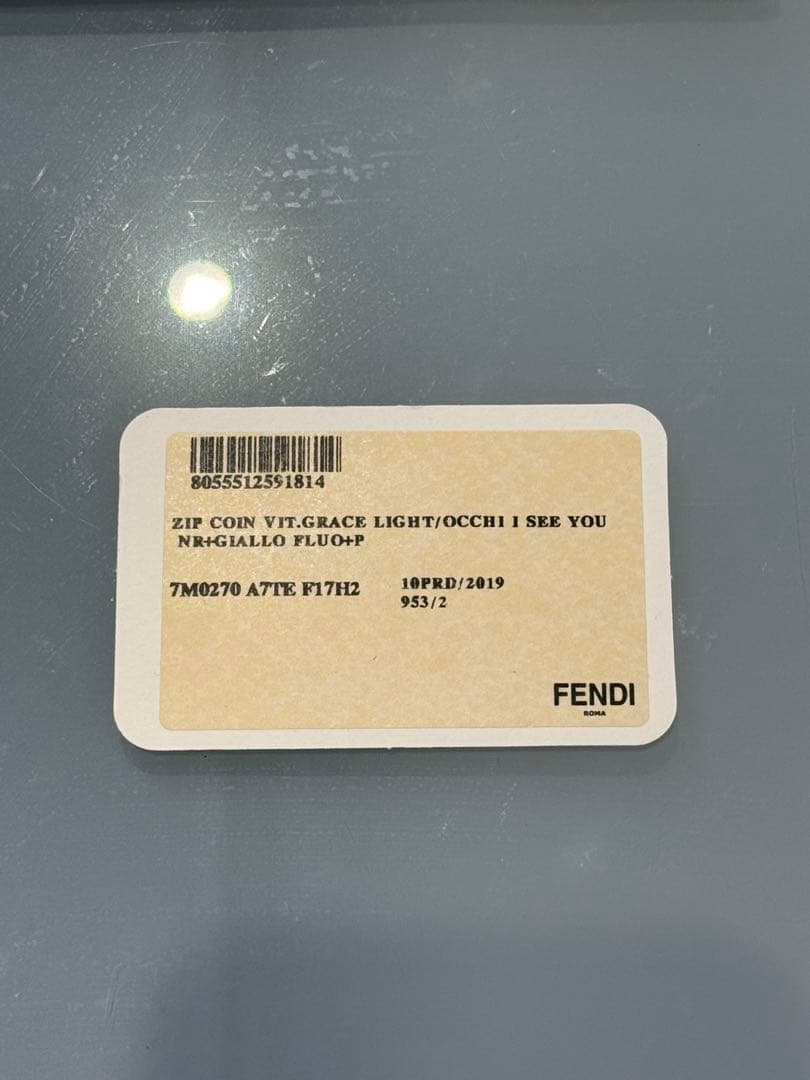 8055512591814
ZIP COIN VIT.GRACE LIGHT/OCCHI I SEE YOU
NR+GIALLO FLUO+P
7M0270 A7TE F17H2
10PRD/2019
953/2
FENDI
ROMA